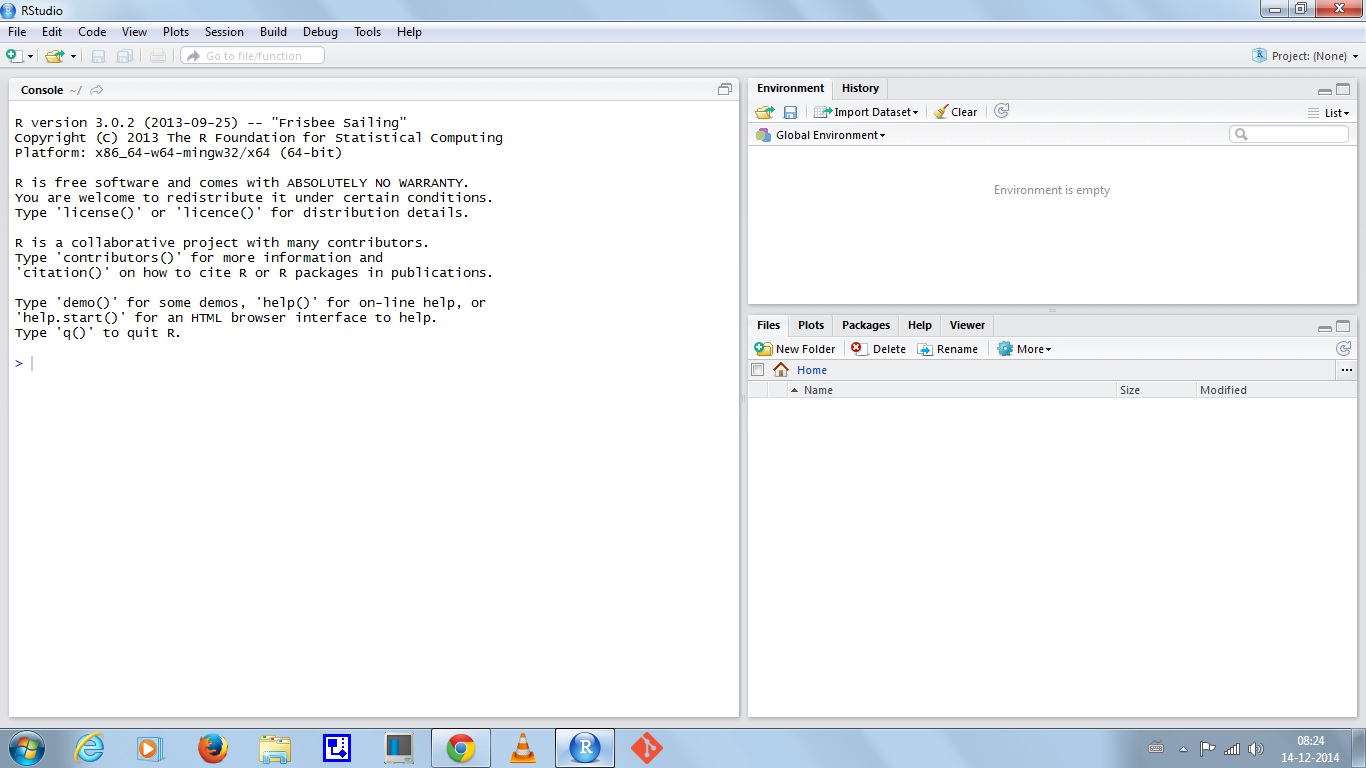 RStudio
File Edit Code View Plots Session Build Debug Tools Help
Go to file/function
Project: (None)
Console ~/
R version 3.0.2 (2013-09-25) -- "Frisbee Sailing"
Copyright (C) 2013 The R Foundation for Statistical Computing
Platform: x86_64-w64-mingw32/x64 (64-bit)
R is free software and comes with ABSOLUTELY NO WARRANTY.
You are welcome to redistribute it under certain conditions.
Type 'license()' or 'licence()' for distribution details.
R is a collaborative project with many contributors.
Type 'contributors()' for more information and
'citation()' on how to cite R or R packages in publications.
Type 'demo()' for some demos, 'help()' for on-line help, or
'help.start()' for an HTML browser interface to help.
Type 'q()' to quit R.
>
Environment History
Import Dataset Clear List
Global Environment
Environment is empty
Files Plots Packages Help Viewer
New Folder Delete Rename More
Home ...
Name Size Modified
R
08:24
14-12-2014